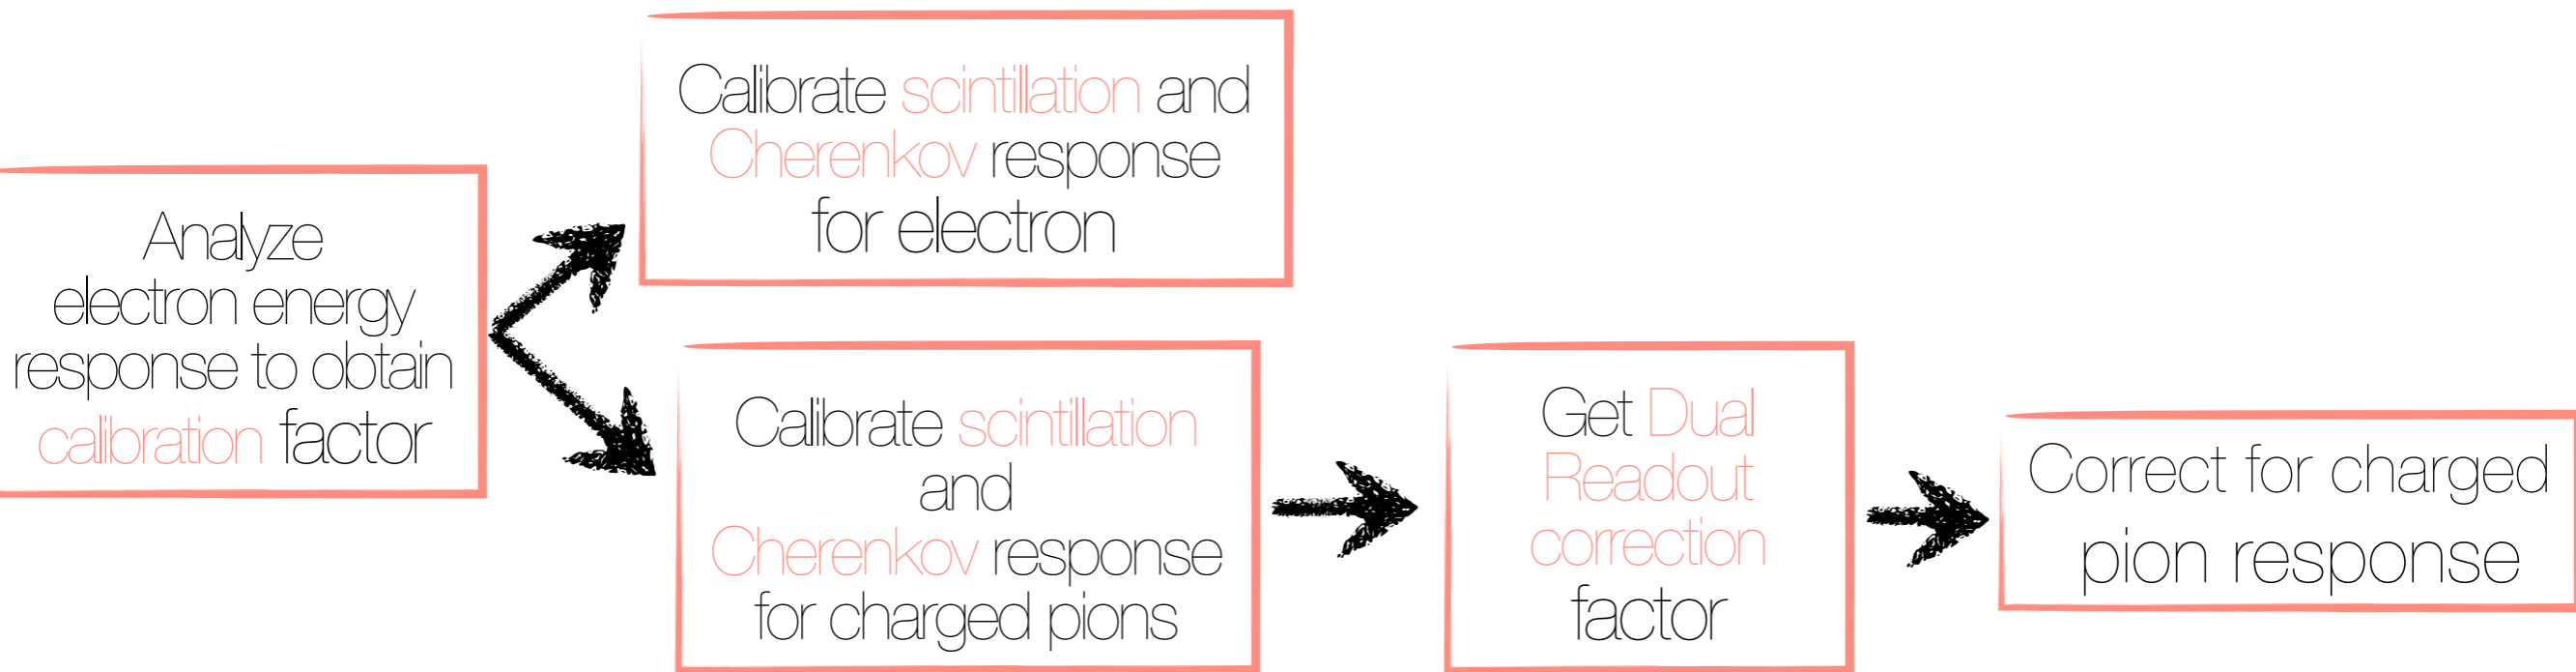 Analyze
electron energy
response to obtain
calibration factor
Calibrate scintillation and
Cherenkov response
for electron
Calibrate scintillation
and
Cherenkov response
for charged pions
Get Dual
Readout
correction
factor
Correct for charged
pion response